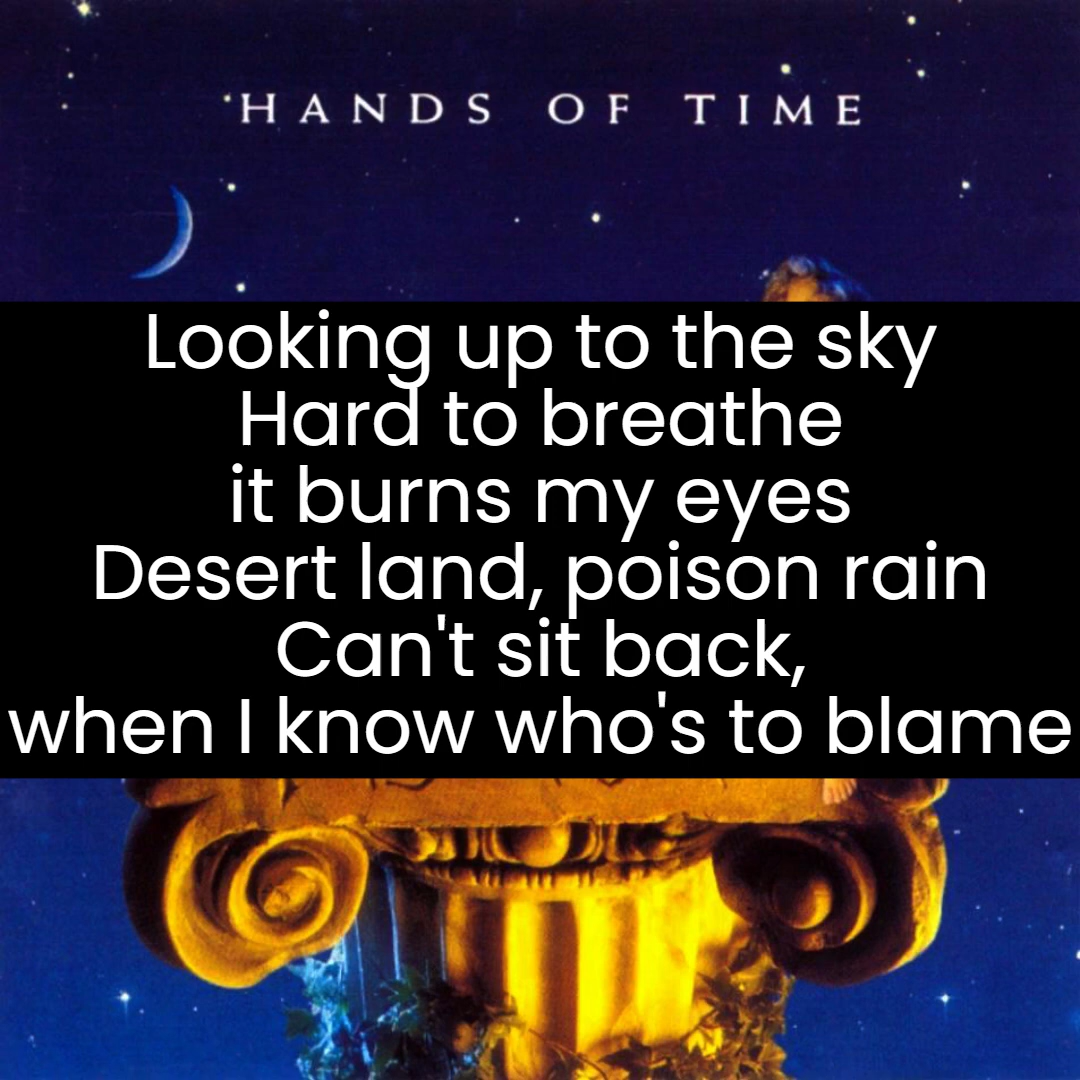 HANDS OF TIME
Looking up to the sky
Hard to breathe
it burns my eyes
Desert land, poison rain
Can't sit back,
when I know who's to blame